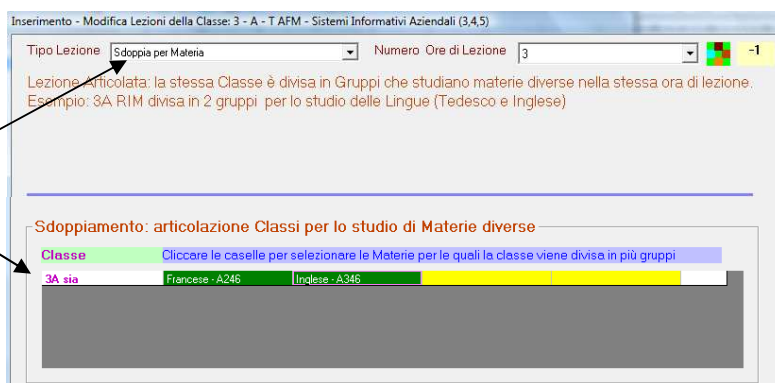 Inserimento - Modifica Lezioni della Classe: 3 - A - T AFM - Sistemi Informativi Aziendali (3,4,5)
Tipo Lezione Sdoppia per Materia Numero Ore di Lezione 3 -1
Lezione Articolata: la stessa Classe è divisa in Gruppi che studiano materie diverse nella stessa ora di lezione.
Esempio: 3A RIM divisa in 2 gruppi per lo studio delle Lingue (Tedesco e Inglese)
Sdoppiamento: articolazione Classi per lo studio di Materie diverse
Classe Cliccare le caselle per selezionare le Materie per le quali la classe viene divisa in più gruppi
3A sia Francese - A246 Inglese - A346